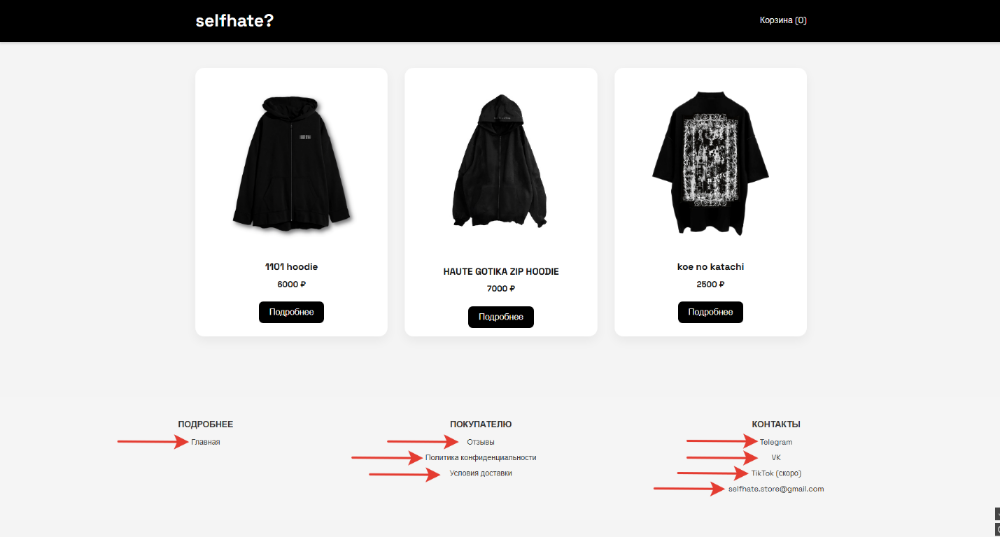 selfhate?
Корзина (0)
1101 hoodie
6000 ₽
Подробнее
HAUTE GOTIKA ZIP HOODIE
7000 ₽
Подробнее
koe no katachi
2500 ₽
Подробнее
ПОДРОБНЕЕ
Главная
ПОКУПАТЕЛЮ
Отзывы
Политика конфиденциальности
Условия доставки
КОНТАКТЫ
Telegram
VK
TikTok (скоро)
selfhate.store@gmail.com